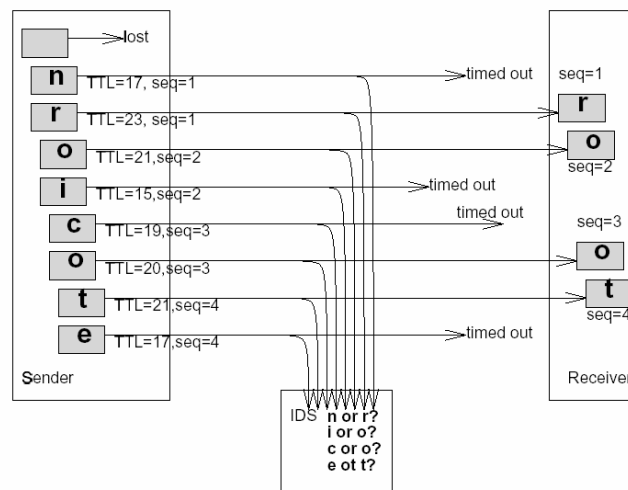 lost
n TTL=17, seq=1 timed out seq=1
r TTL=23, seq=1 r
o TTL=21,seq=2 o
seq=2
i TTL=15,seq=2 timed out
c TTL=19,seq=3 timed out seq=3
o TTL=20,seq=3 o
t TTL=21,seq=4 t
seq=4
e TTL=17,seq=4 timed out
Sender Receiver
IDS n or r?
i or o?
c or o?
e ot t?